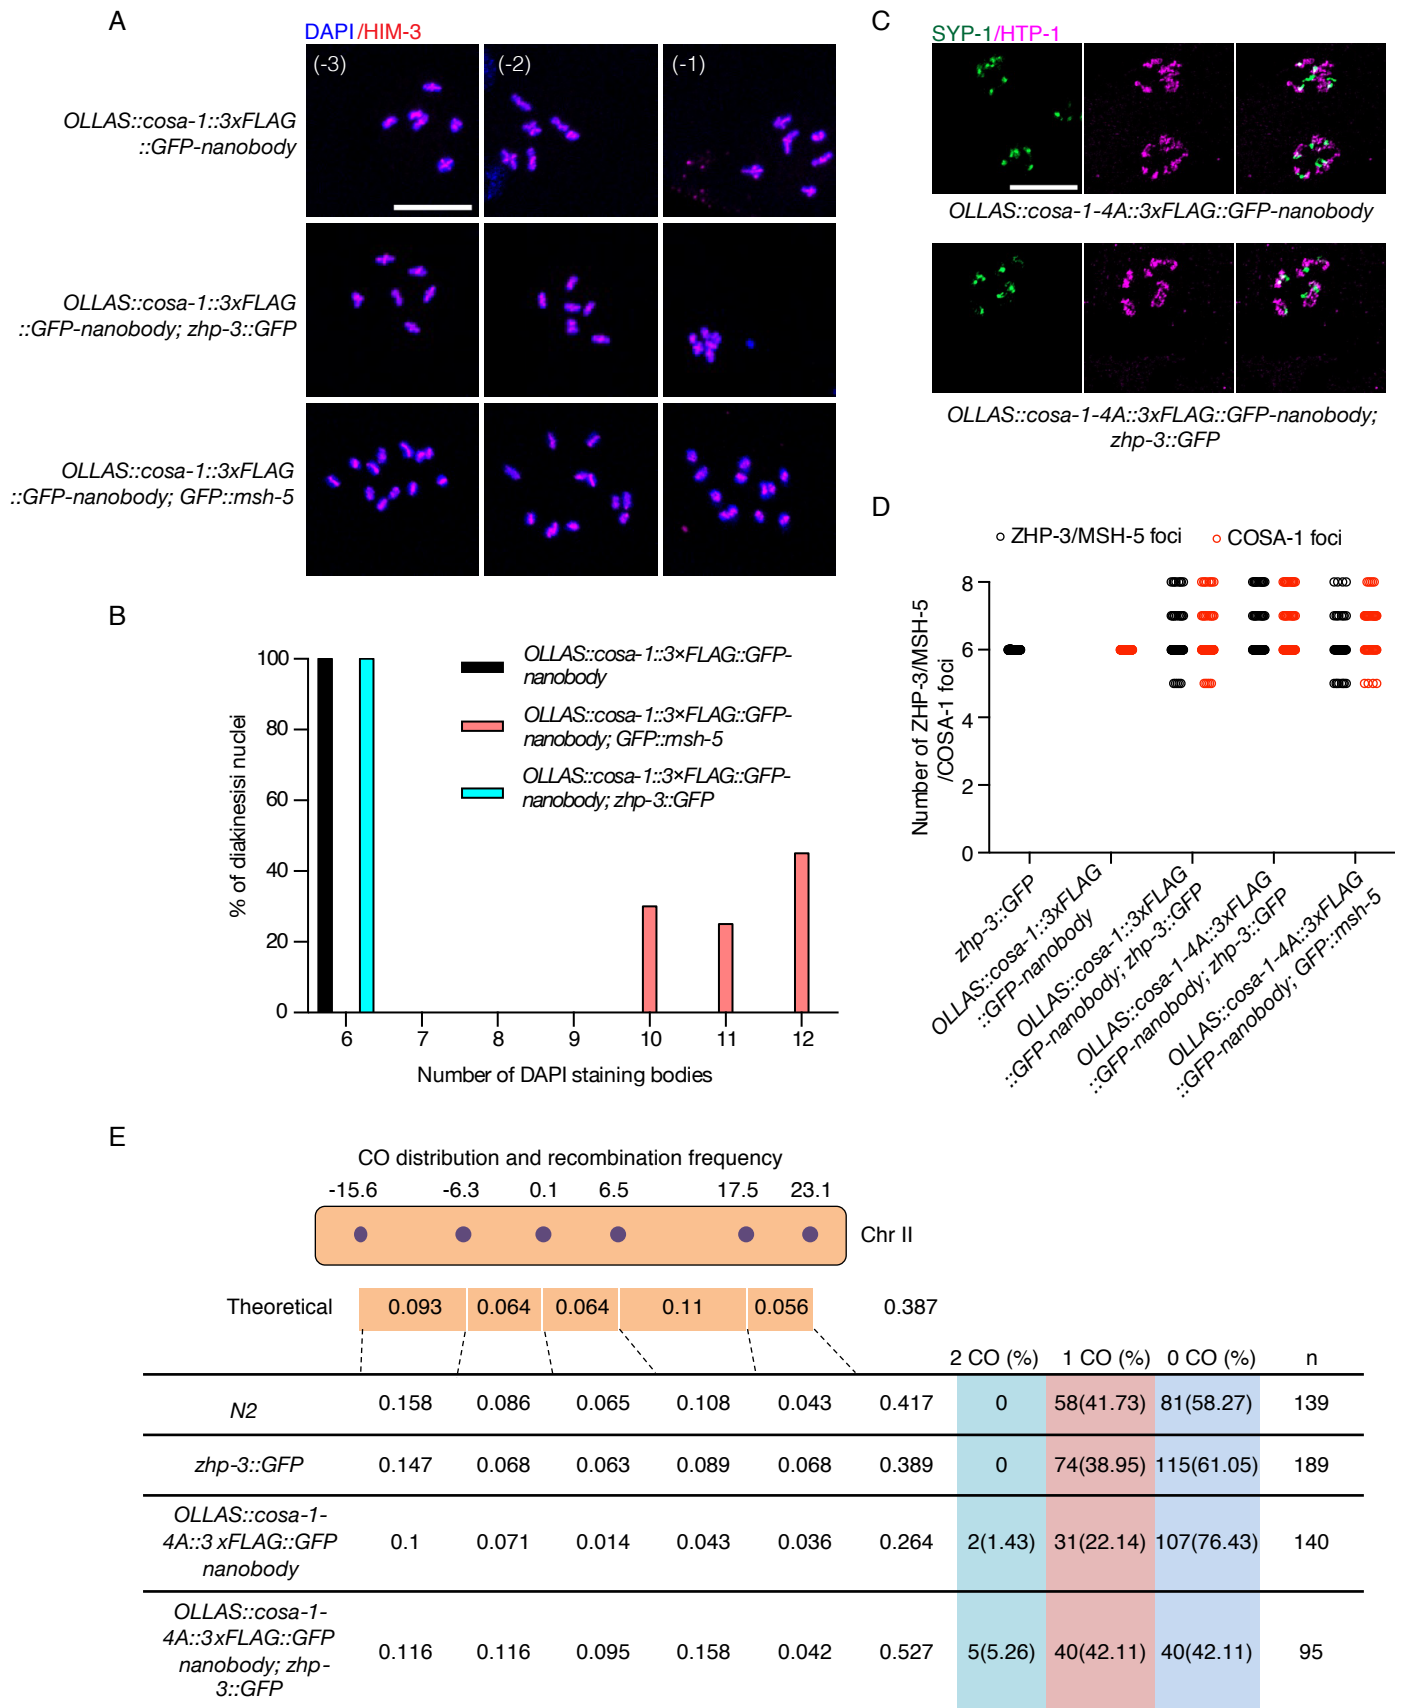 A
DAPI/HIM-3
(-3)
(-2)
(-1)
OLLAS::cosa-1::3xFLAG
::GFP-nanobody
OLLAS::cosa-1::3xFLAG
::GFP-nanobody; zhp-3::GFP
OLLAS::cosa-1::3xFLAG
::GFP-nanobody; GFP::msh-5
C
SYP-1/HTP-1
OLLAS::cosa-1-4A::3xFLAG::GFP-nanobody
OLLAS::cosa-1-4A::3xFLAG::GFP-nanobody;
zhp-3::GFP
B
% of diakinesisi nuclei
100
80
60
40
20
0
6 7 8 9 10 11 12
Number of DAPI staining bodies
OLLAS::cosa-1::3×FLAG::GFP-
nanobody
OLLAS::cosa-1::3×FLAG::GFP-
nanobody; GFP::msh-5
OLLAS::cosa-1::3×FLAG::GFP-
nanobody; zhp-3::GFP
D
ZHP-3/MSH-5 foci COSA-1 foci
Number of ZHP-3/MSH-5
/COSA-1 foci
8
6
4
2
0
zhp-3::GFP
OLLAS::cosa-1::3xFLAG
::GFP-nanobody
OLLAS::cosa-1::3xFLAG
::GFP-nanobody; zhp-3::GFP
OLLAS::cosa-1-4A::3xFLAG
::GFP-nanobody; zhp-3::GFP
OLLAS::cosa-1-4A::3xFLAG
::GFP-nanobody; GFP::msh-5
E
CO distribution and recombination frequency
-15.6 -6.3 0.1 6.5 17.5 23.1
Chr II
Theoretical 0.093 0.064 0.064 0.11 0.056 0.387
2 CO (%) 1 CO (%) 0 CO (%) n
N2 0.158 0.086 0.065 0.108 0.043 0.417 0 58(41.73) 81(58.27) 139
zhp-3::GFP 0.147 0.068 0.063 0.089 0.068 0.389 0 74(38.95) 115(61.05) 189
OLLAS::cosa-1-
4A::3xFLAG::GFP
nanobody
0.1 0.071 0.014 0.043 0.036 0.264 2(1.43) 31(22.14) 107(76.43) 140
OLLAS::cosa-1-
4A::3xFLAG::GFP
nanobody; zhp-
3::GFP
0.116 0.116 0.095 0.158 0.042 0.527 5(5.26) 40(42.11) 40(42.11) 95